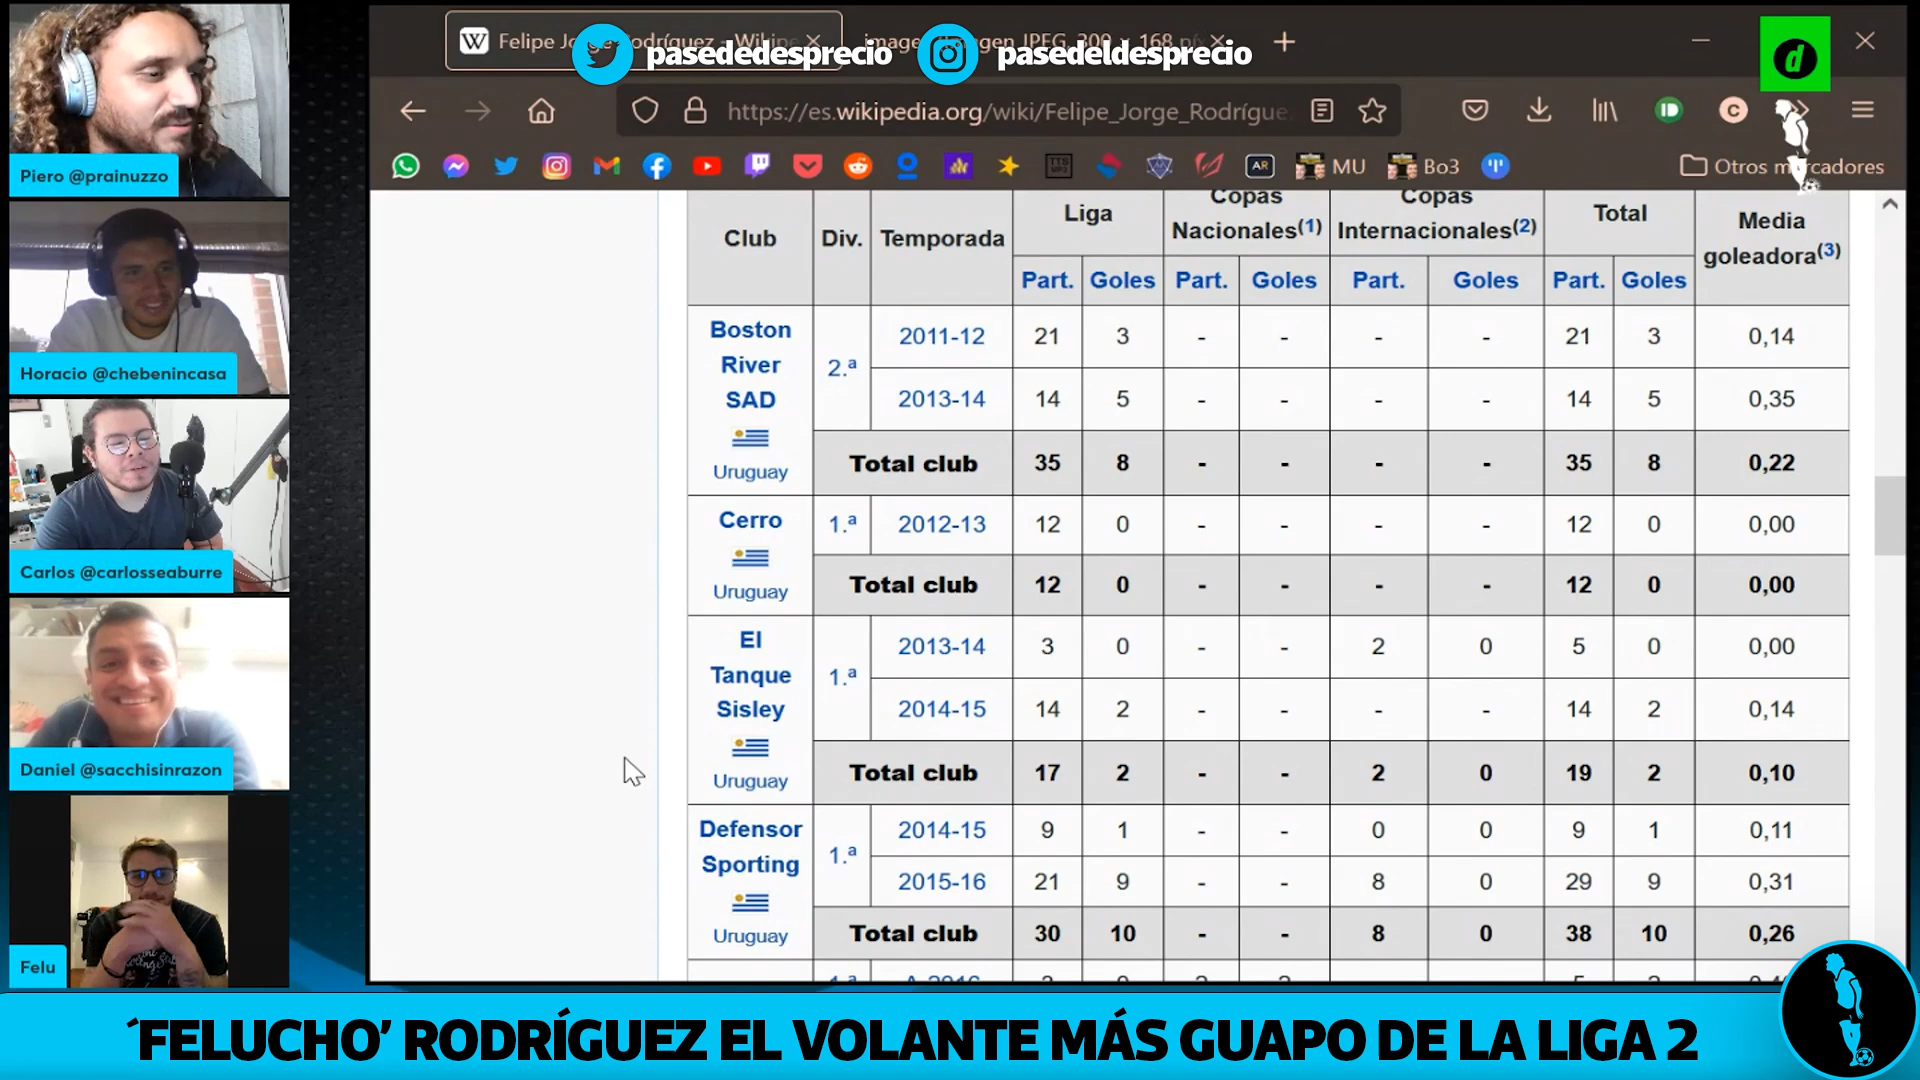 Felipe Jorge Rodríguez - Wikipe
pasededesprecio
pasedeldesprecio
https://es.wikipedia.org/wiki/Felipe_Jorge_Rodrígue
MU
Bo3
Otros marcadores
Club Div. Temporada Liga Copas Nacionales(1) Copas Internacionales(2) Total Media goleadora(3)
Part. Goles Part. Goles Part. Goles Part. Goles
Boston River SAD Uruguay 2.ª 2011-12 21 3 - - - - 21 3 0,14
2013-14 14 5 - - - - 14 5 0,35
Total club 35 8 - - - - 35 8 0,22
Cerro Uruguay 1.ª 2012-13 12 0 - - - - 12 0 0,00
Total club 12 0 - - - - 12 0 0,00
El Tanque Sisley Uruguay 1.ª 2013-14 3 0 - - 2 0 5 0 0,00
2014-15 14 2 - - - - 14 2 0,14
Total club 17 2 - - 2 0 19 2 0,10
Defensor Sporting Uruguay 1.ª 2014-15 9 1 - - 0 0 9 1 0,11
2015-16 21 9 - - 8 0 29 9 0,31
Total club 30 10 - - 8 0 38 10 0,26
Piero @prainuzzo
Horacio @chebenincasa
Carlos @carlosseaburre
Daniel @sacchisinrazon
Felu
´FELUCHO’ RODRÍGUEZ EL VOLANTE MÁS GUAPO DE LA LIGA 2